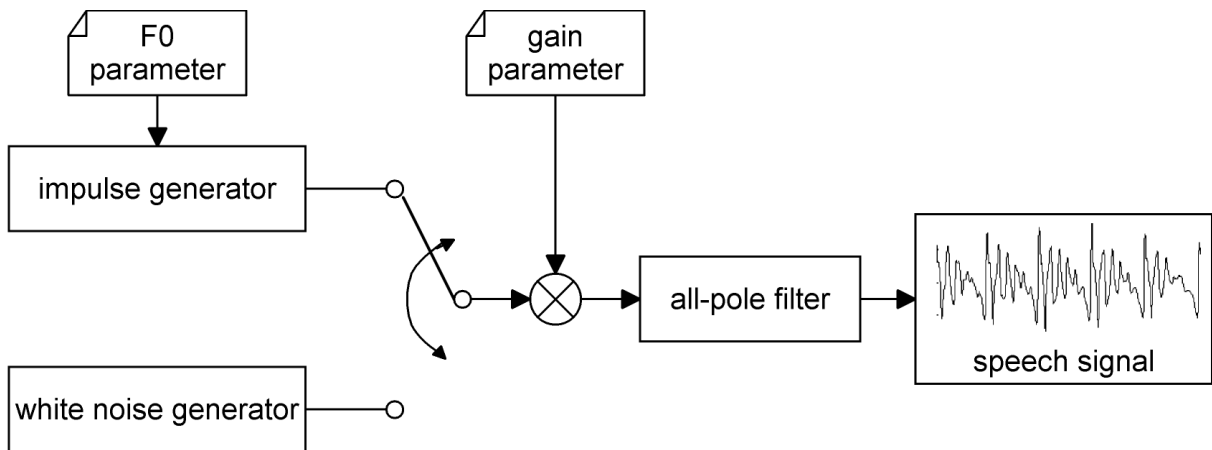 F0
parameter
gain
parameter
impulse generator
all-pole filter
speech signal
white noise generator